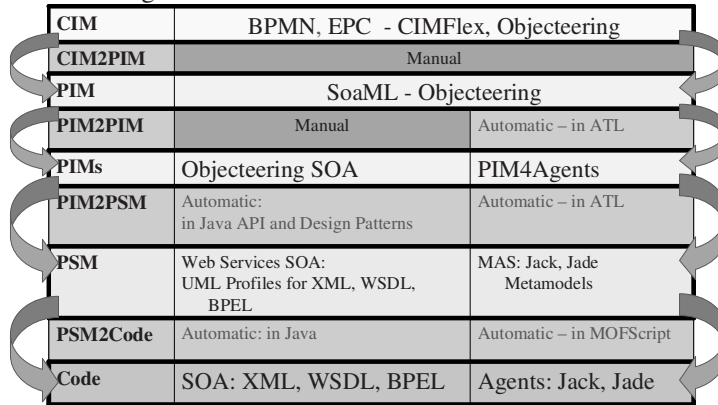 CIM BPMN, EPC - CIMFlex, Objecteering
CIM2PIM Manual
PIM SoaML - Objecteering
PIM2PIM Manual Automatic – in ATL
PIMs Objecteering SOA PIM4Agents
PIM2PSM Automatic: Automatic – in ATL
in Java API and Design Patterns
PSM Web Services SOA: MAS: Jack, Jade
UML Profiles for XML, WSDL, Metamodels
BPEL
PSM2Code Automatic: in Java Automatic – in MOFScript
Code SOA: XML, WSDL, BPEL Agents: Jack, Jade